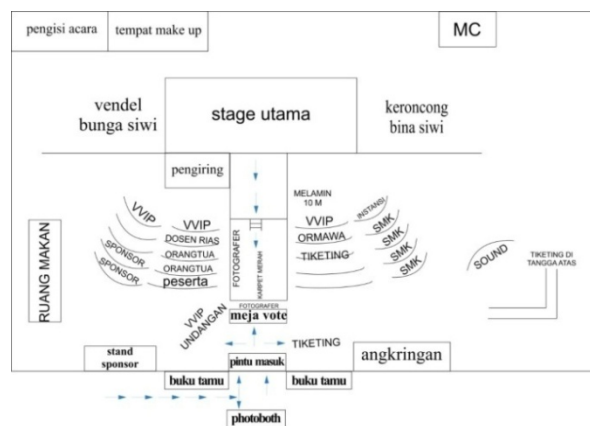 pengisi acara
tempat make up
MC
vendel
bunga siwi
stage utama
keroncong
bina siwi
pengiring
MELAMIN
10 M
VVIP
VVIP
VVIP
INSTANSI
DOSEN RIAS
ORMAWA
SMK
SPONSOR
ORANGTUA
TIKETING
SMK
SPONSOR
ORANGTUA
SMK
peserta
SMK
RUANG MAKAN
FOTOGRAFER
KARPET MERAH
SOUND
TIKETING DI
TANGGA ATAS
FOTOGRAFER
meja vote
VVIP
UNDANGAN
TIKETING
stand
sponsor
pintu masuk
angkringan
buku tamu
buku tamu
photoboth